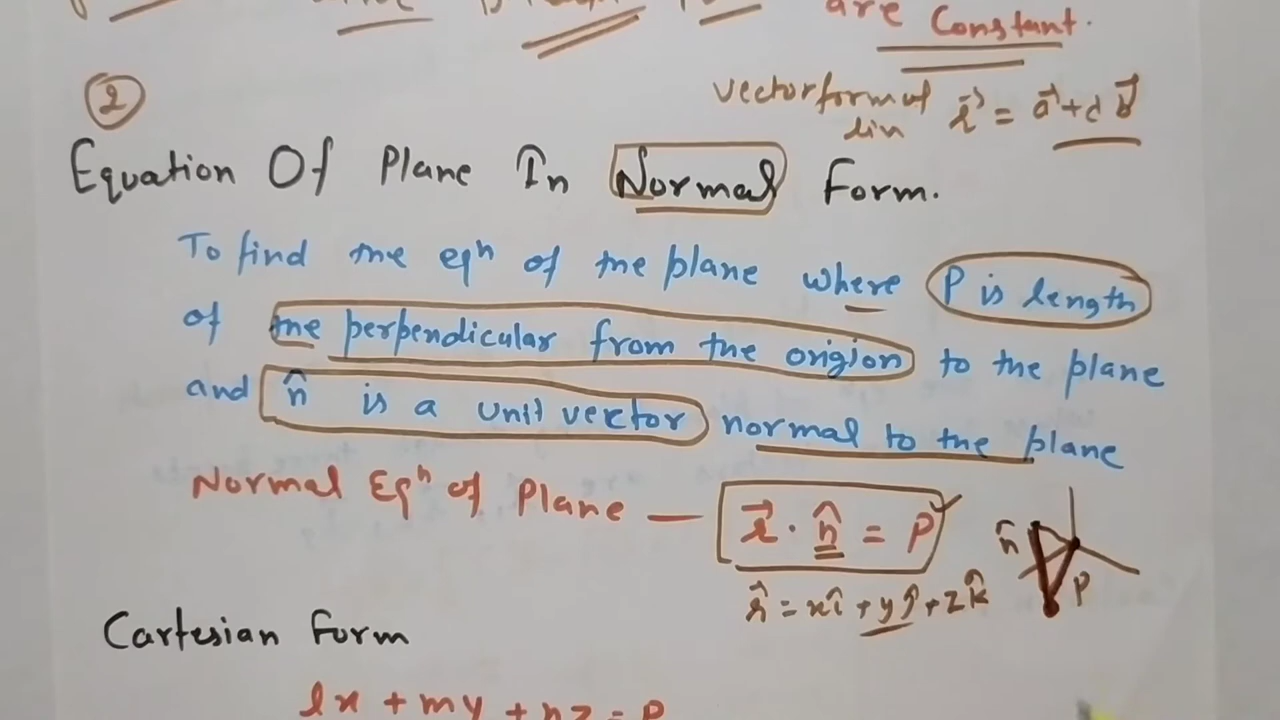 are Constant.
2
vector form of
lin r⃗ = a⃗ + λ b⃗
Equation Of Plane In Normal Form.
To find the eqⁿ of the plane where P is length
of the perpendicular from the origion to the plane
and n̂ is a unit vector normal to the plane
Normal Eqⁿ of Plane — r⃗ · n̂ = P
n̂
P
r̂ = xî + yĵ + zk̂
Cartesian Form
lx + my + nz = P